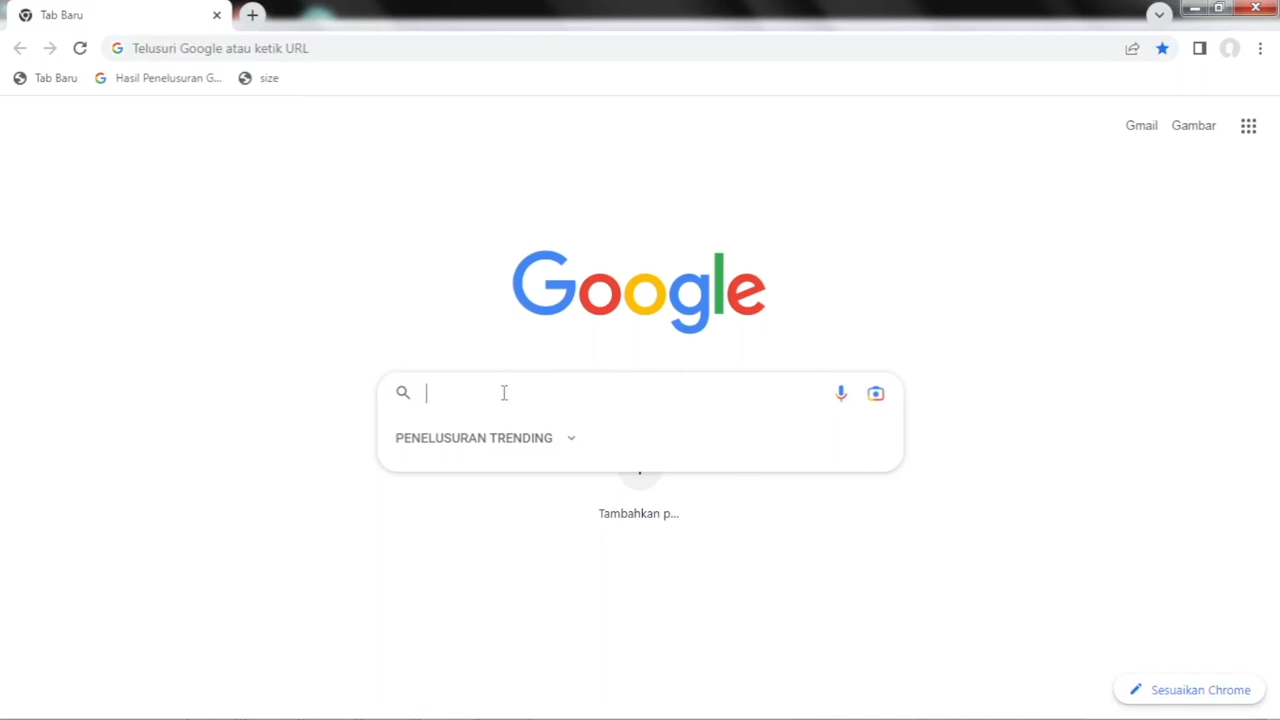 Tab Baru
Telusuri Google atau ketik URL
Tab Baru
Hasil Penelusuran G...
size
Gmail
Gambar
Google
PENELUSURAN TRENDING
Tambahkan p...
Sesuaikan Chrome